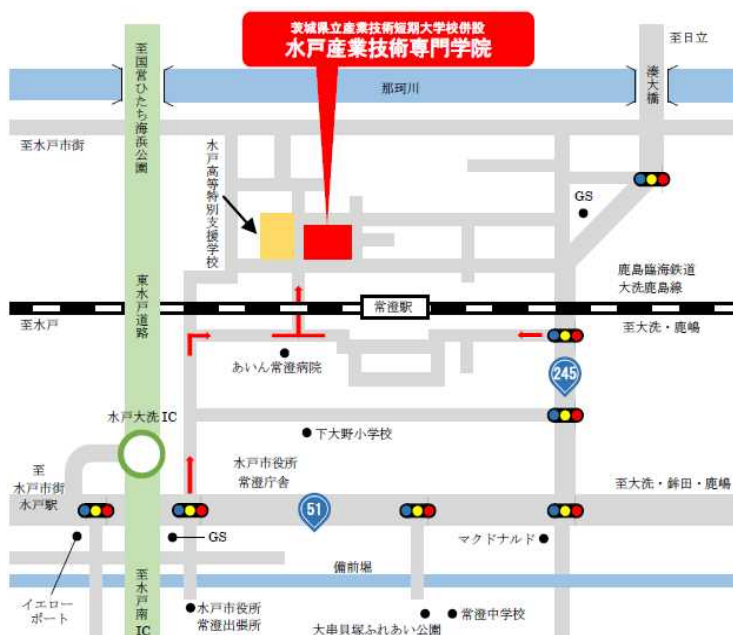 茨城県立産業技術短期大学校併設
水戸産業技術専門学院
至日立
至国営ひたち海浜公園
那珂川
湊大橋
至水戸市街
水戸高等特別支援学校
GS
鹿島臨海鉄道
大洗鹿島線
東水戸道路
常澄駅
至水戸
至大洗・鹿嶋
あいん常澄病院
245
水戸大洗IC
下大野小学校
水戸市役所
常澄庁舎
至
水戸市街
水戸駅
至大洗・鉾田・鹿嶋
51
GS
マクドナルド
備前堀
イエロー
ポート
至水戸南IC
水戸市役所
常澄出張所
常澄中学校
大串貝塚ふれあい公園